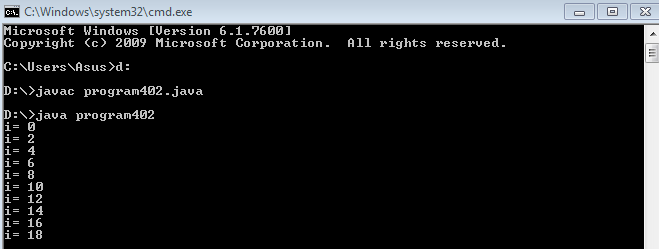 C:\Windows\system32\cmd.exe
Microsoft Windows [Version 6.1.7600]
Copyright (c) 2009 Microsoft Corporation.  All rights reserved.
C:\Users\Asus>d:
D:\>javac program402.java
D:\>java program402
i= 0
i= 2
i= 4
i= 6
i= 8
i= 10
i= 12
i= 14
i= 16
i= 18